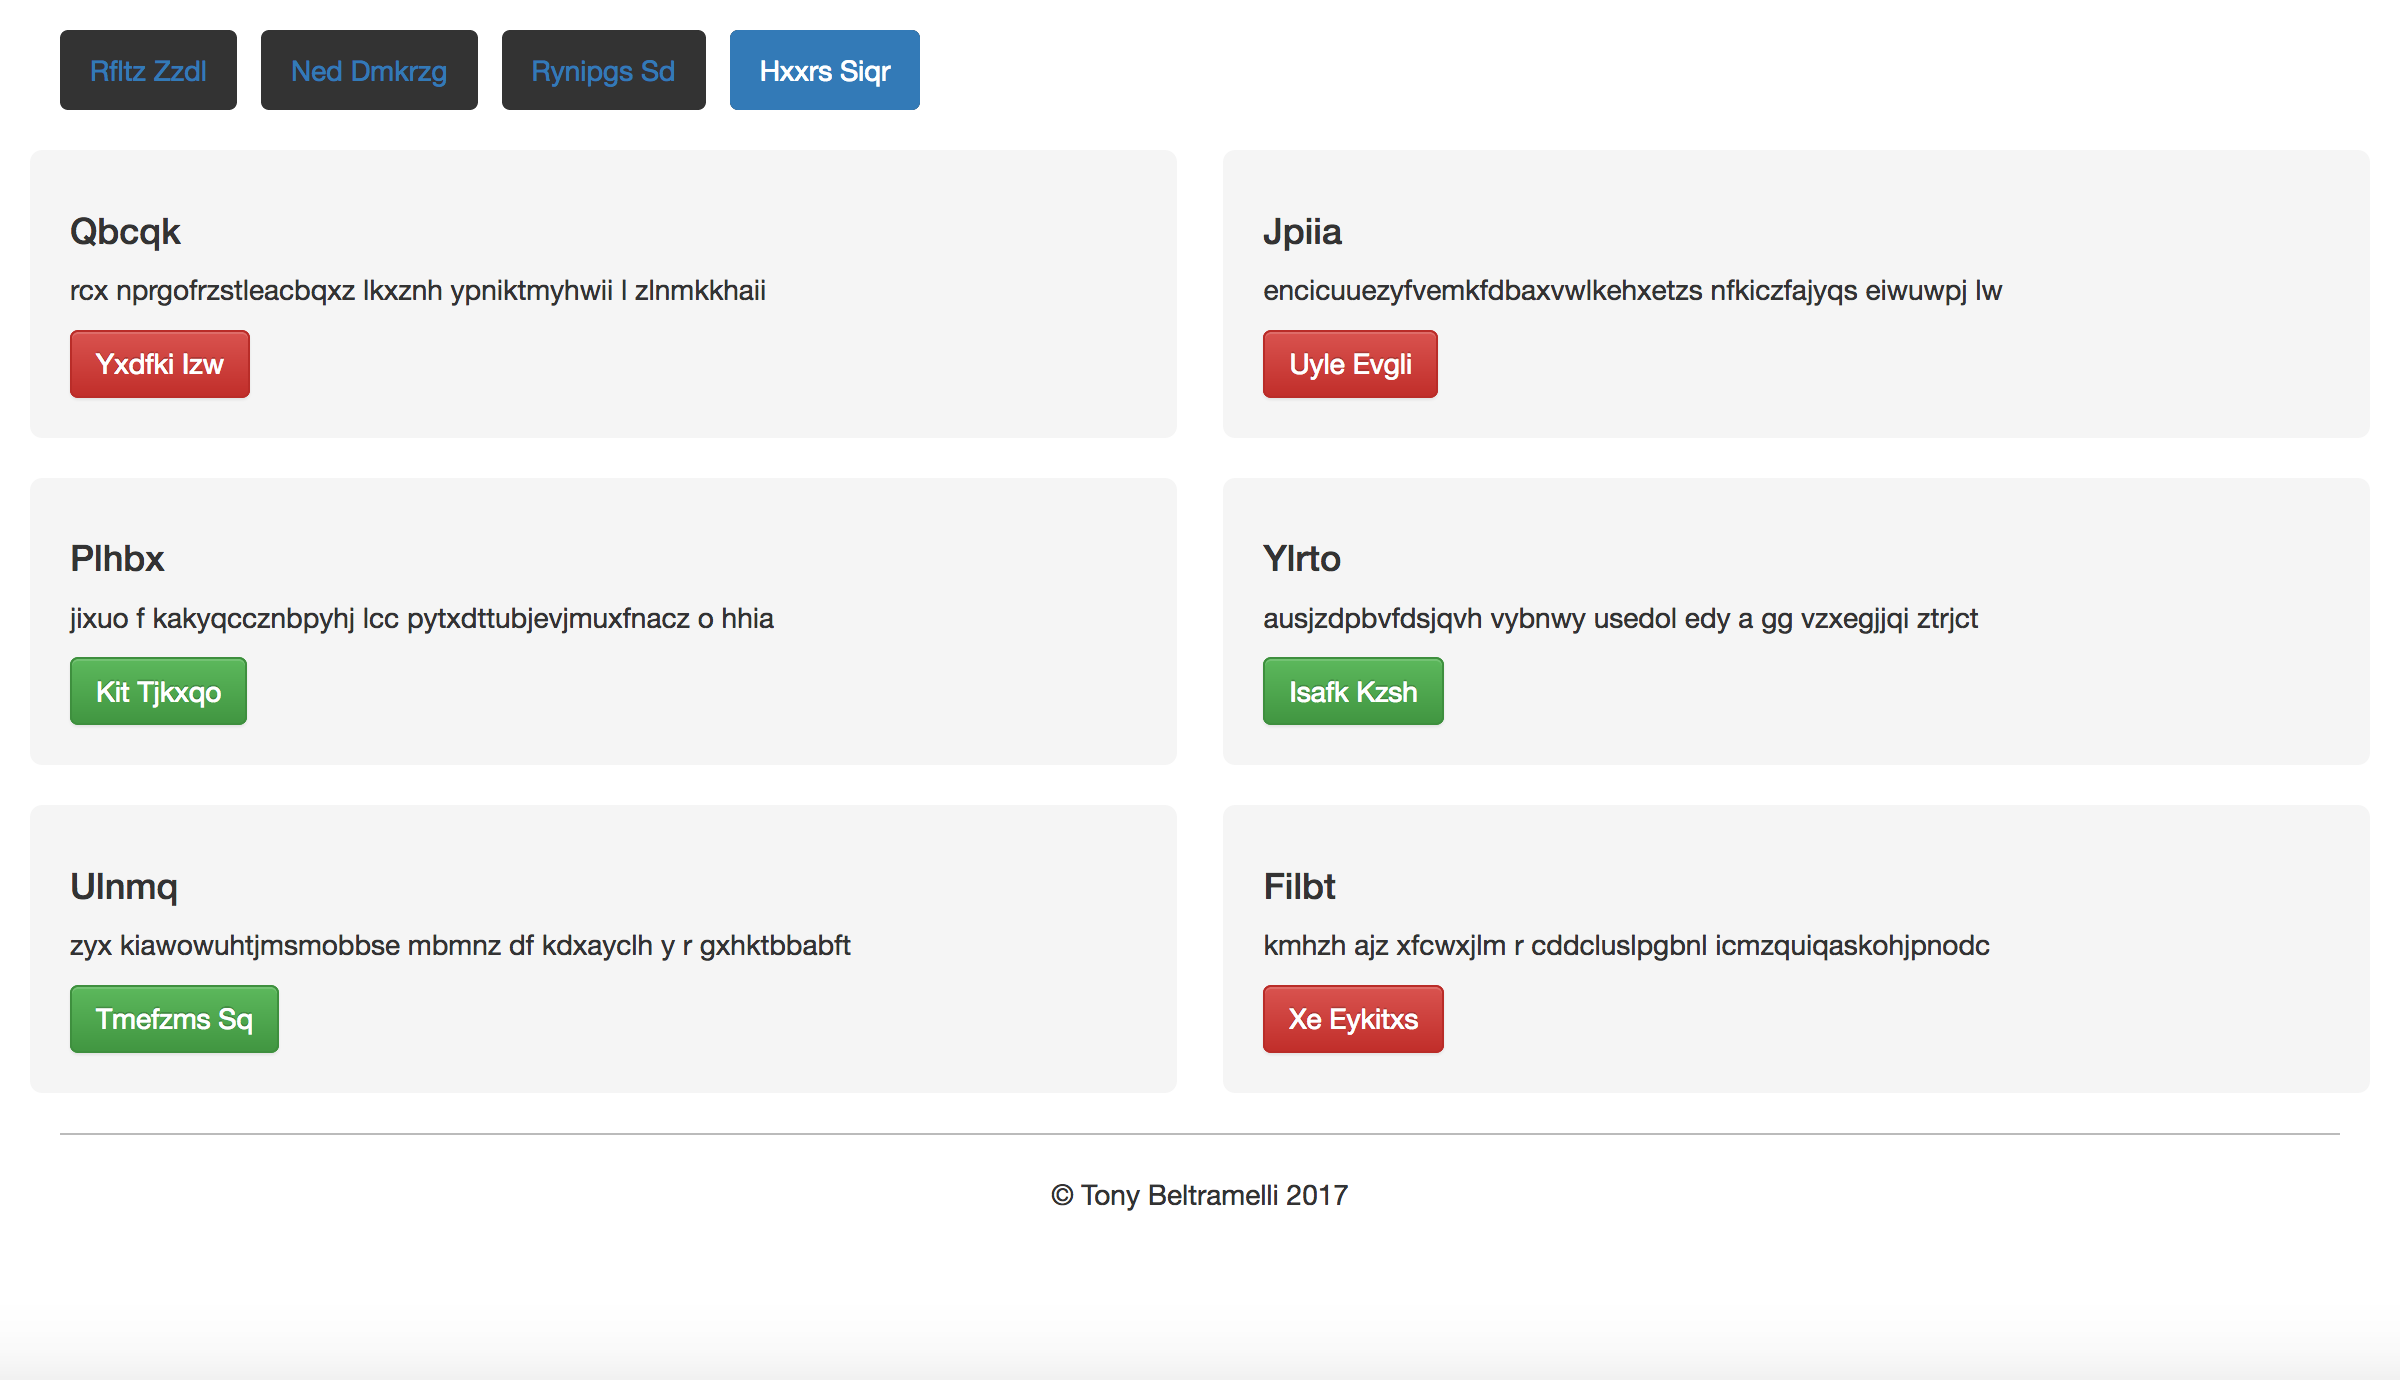 Rfltz Zzdl
Ned Dmkrzg
Rynipgs Sd
Hxxrs Siqr
Qbcqk
rcx nprgofrzstleacbqxz lkxznh ypniktmyhwii l zlnmkkhaii
Yxdfki Izw
Jpiia
encicuuezyfvemkfdbaxvwlkehxetzs nfkiczfajyqs eiwuwpj lw
Uyle Evgli
Plhbx
jixuo f kakyqccznbpyhj lcc pytxdttubjevjmuxfnacz o hhia
Kit Tjkxqo
Ylrto
ausjzdpbvfdsjqvh vybnwy usedol edy a gg vzxegjjqi ztrjct
Isafk Kzsh
Ulnmq
zyx kiawowuhtjmsmobbse mbmnz df kdxayclh y r gxhktbbabft
Tmefzms Sq
Filbt
kmhzh ajz xfcwxjlm r cddcluslpgbnl icmzquiqaskohjpnodc
Xe Eykitxs
© Tony Beltramelli 2017